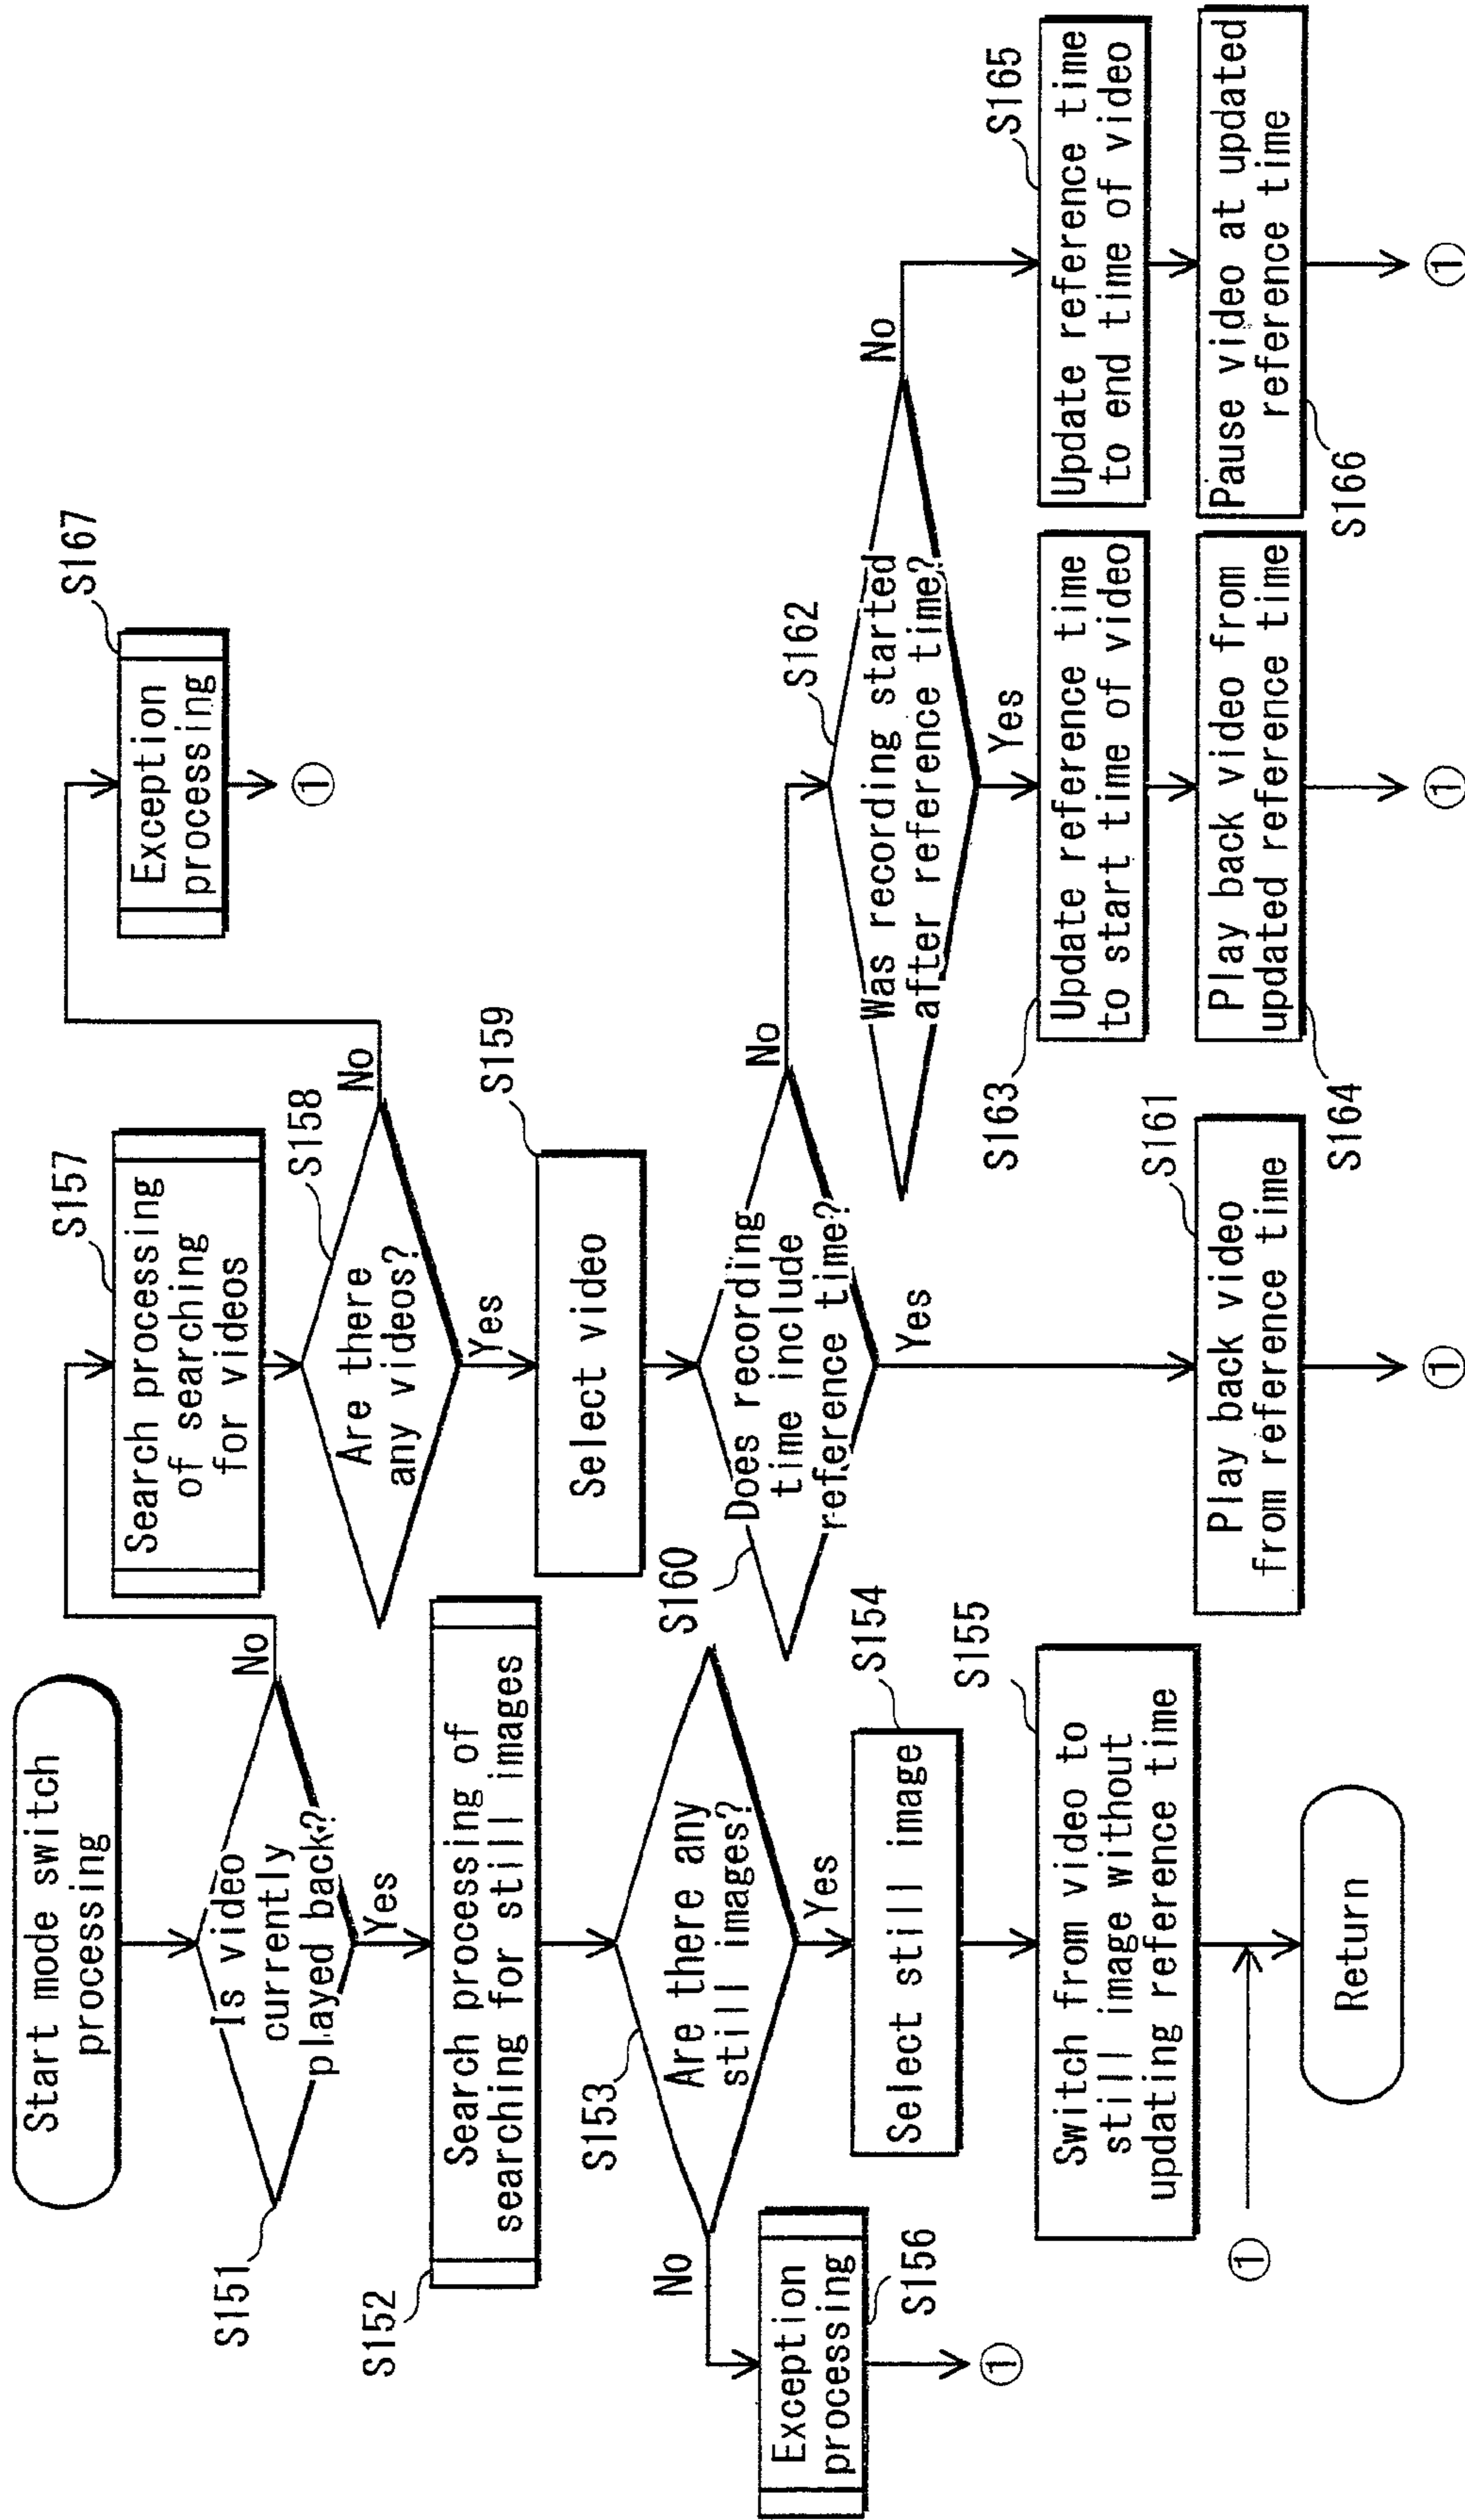 Start mode switch
processing
S151
Is video
currently
played back?
No
Yes
S152
Search processing of
searching for still images
S153
Are there any
still images?
No
Yes
Exception
processing
S156
①
S154
Select still image
S155
Switch from video to
still image without
updating reference time
①
Return
S157
Search processing
of searching
for videos
S158
Are there
any videos?
No
Yes
S167
Exception
processing
①
S159
Select video
S160
Does recording
time include
reference time?
No
Yes
S161
Play back video
from reference time
①
S162
Was recording started
after reference time?
No
Yes
S163
Update reference time
to start time of video
S164
Play back video from
updated reference time
①
S165
Update reference time
to end time of video
S166
Pause video at updated
reference time
①